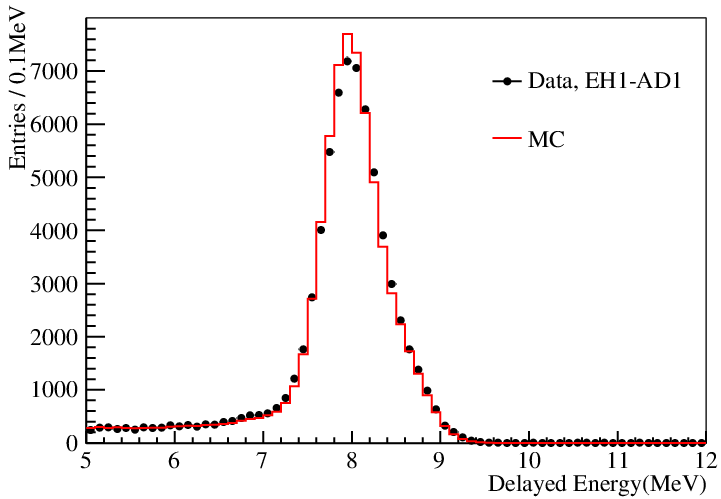 Entries / 0.1MeV
7000
6000
5000
4000
3000
2000
1000
0
Data, EH1-AD1
MC
5 6 7 8 9 10 11 12
Delayed Energy(MeV)